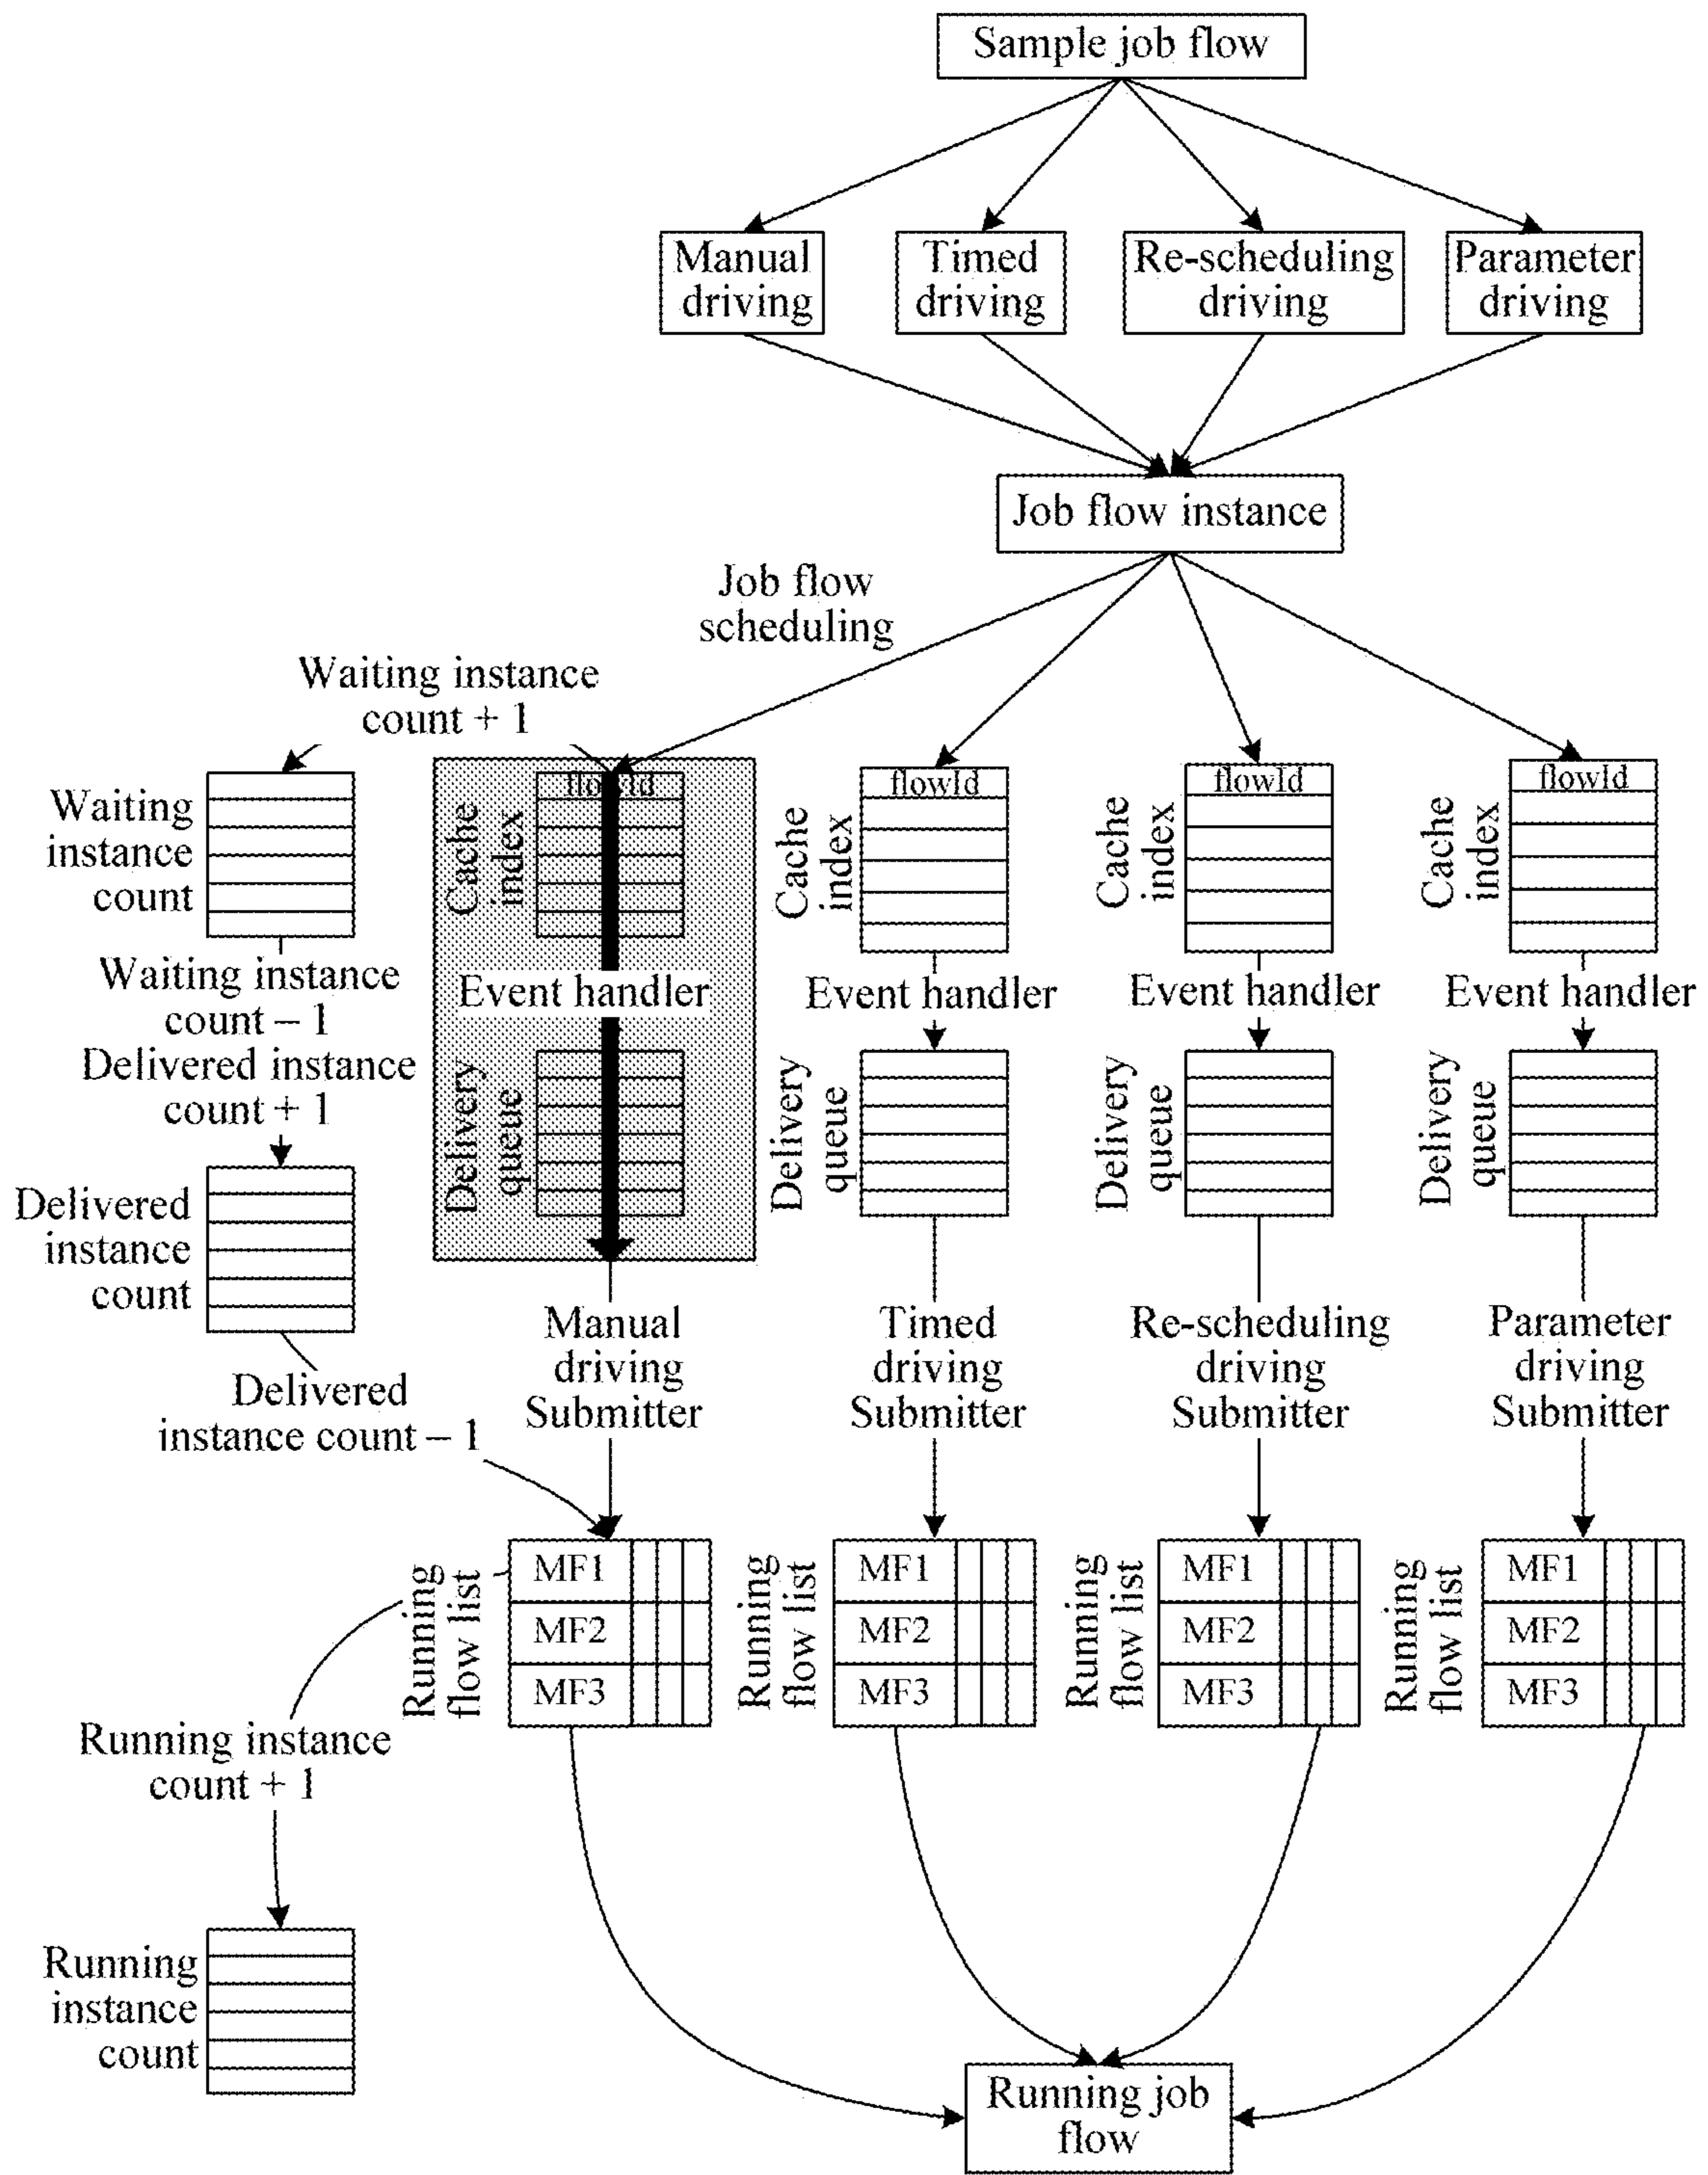 Sample job flow
Manual
driving
Timed
driving
Re-scheduling
driving
Parameter
driving
Job flow instance
Job flow
scheduling
Waiting instance
count + 1
Waiting
instance
count
Waiting instance
count – 1
Delivered instance
count + 1
Delivered
instance
count
Delivered
instance count – 1
Running instance
count + 1
Running
instance
count
Cache
index
flowId
Event handler
Delivery
queue
Manual
driving
Submitter
Running
flow list
MF1
MF2
MF3
Cache
index
flowId
Event handler
Delivery
queue
Timed
driving
Submitter
Running
flow list
MF1
MF2
MF3
Cache
index
flowId
Event handler
Delivery
queue
Re-scheduling
driving
Submitter
Running
flow list
MF1
MF2
MF3
Cache
index
flowId
Event handler
Delivery
queue
Parameter
driving
Submitter
Running
flow list
MF1
MF2
MF3
Running job
flow